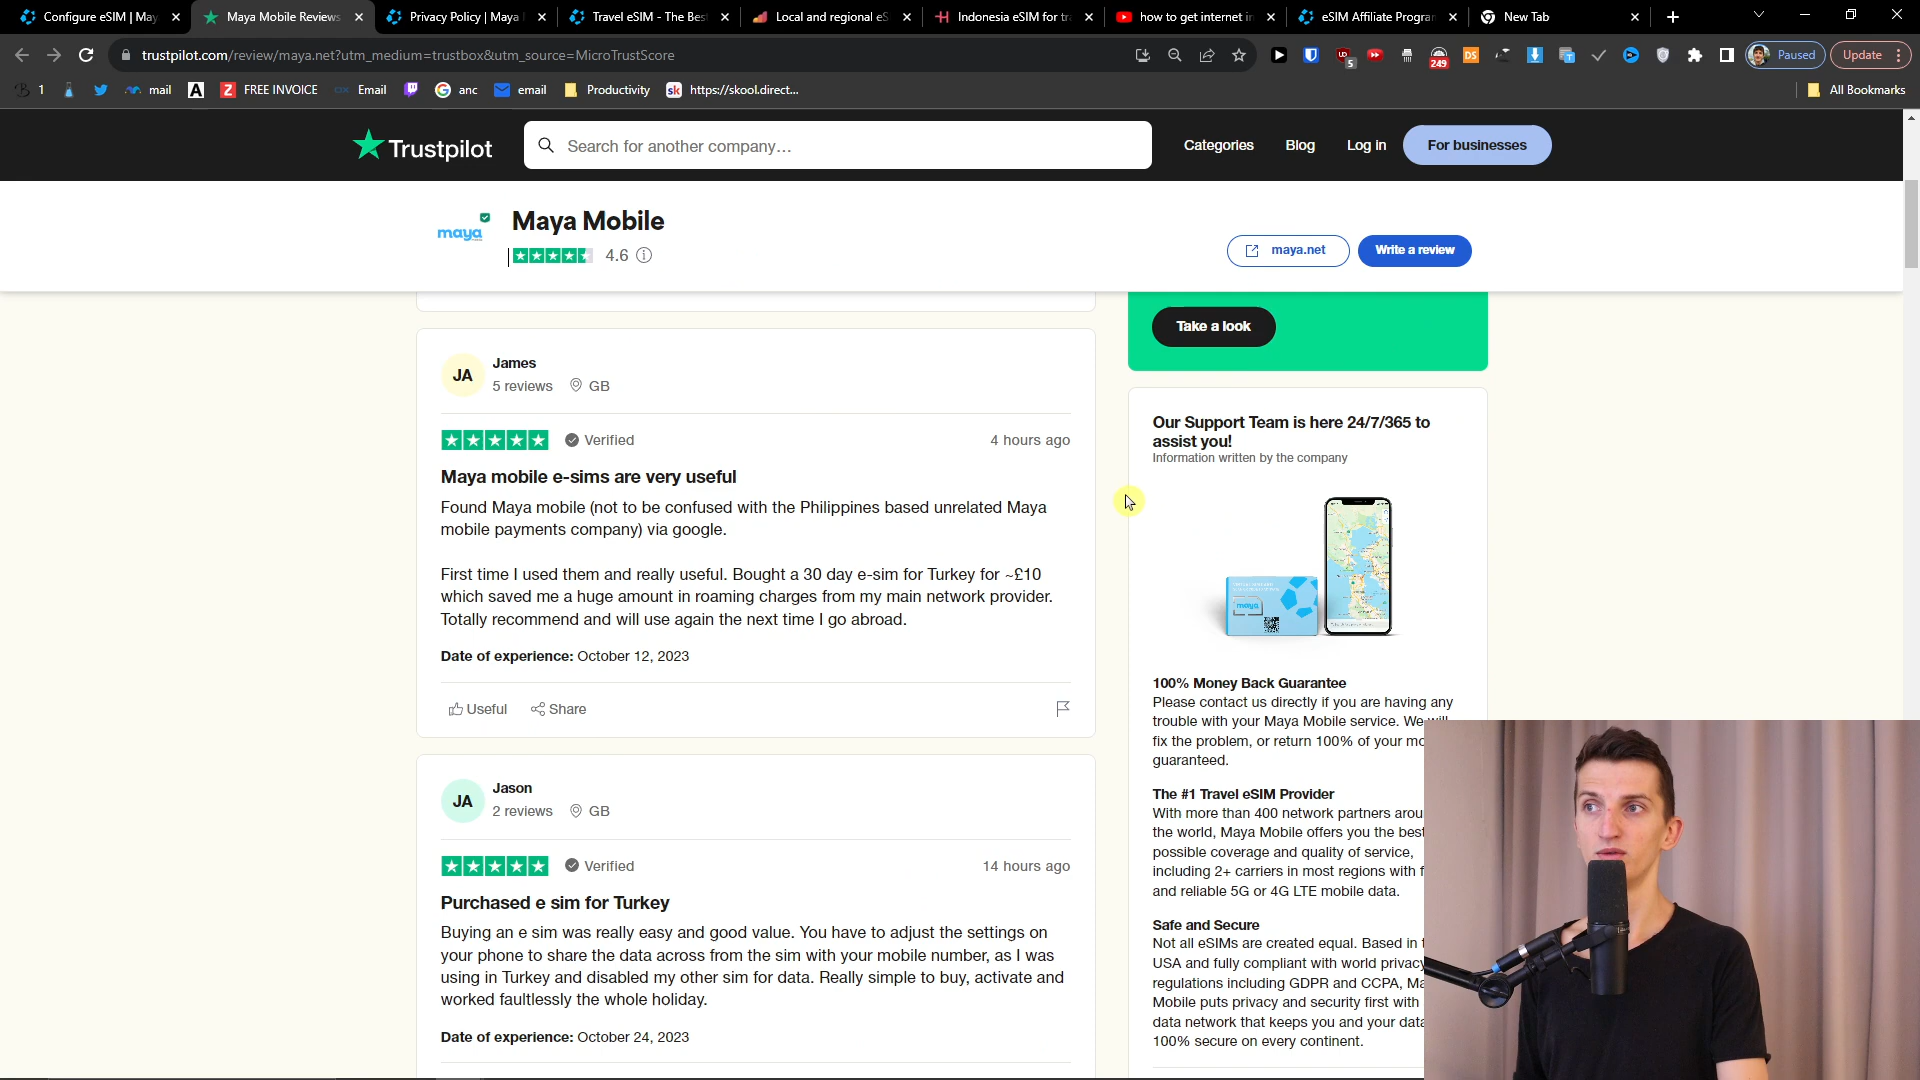 Configure eSIM | May
Maya Mobile Reviews
Privacy Policy | Maya
Travel eSIM - The Bes
Local and regional eS
Indonesia eSIM for tr
how to get internet in
eSIM Affiliate Program
New Tab
trustpilot.com/review/maya.net?utm_medium=trustbox&utm_source=MicroTrustScore
5
249
DS
Paused
Update
1
mail
A
Z FREE INVOICE
Email
anc
email
Productivity
sk https://skool.direct...
All Bookmarks
Trustpilot
Search for another company...
Categories
Blog
Log in
For businesses
maya
Maya Mobile
4.6
maya.net
Write a review
Take a look
JA
James
5 reviews GB
Verified
4 hours ago
Maya mobile e-sims are very useful
Found Maya mobile (not to be confused with the Philippines based unrelated Maya
mobile payments company) via google.
First time I used them and really useful. Bought a 30 day e-sim for Turkey for ~£10
which saved me a huge amount in roaming charges from my main network provider.
Totally recommend and will use again the next time I go abroad.
Date of experience: October 12, 2023
Useful
Share
JA
Jason
2 reviews GB
Verified
14 hours ago
Purchased e sim for Turkey
Buying an e sim was really easy and good value. You have to adjust the settings on
your phone to share the data across from the sim with your mobile number, as I was
using in Turkey and disabled my other sim for data. Really simple to buy, activate and
worked faultlessly the whole holiday.
Date of experience: October 24, 2023
Our Support Team is here 24/7/365 to
assist you!
Information written by the company
maya
100% Money Back Guarantee
Please contact us directly if you are having any
trouble with your Maya Mobile service. We will
fix the problem, or return 100% of your mo
guaranteed.
The #1 Travel eSIM Provider
With more than 400 network partners arou
the world, Maya Mobile offers you the best
possible coverage and quality of service,
including 2+ carriers in most regions with f
and reliable 5G or 4G LTE mobile data.
Safe and Secure
Not all eSIMs are created equal. Based in t
USA and fully compliant with world privacy
regulations including GDPR and CCPA, Ma
Mobile puts privacy and security first with
data network that keeps you and your data
100% secure on every continent.